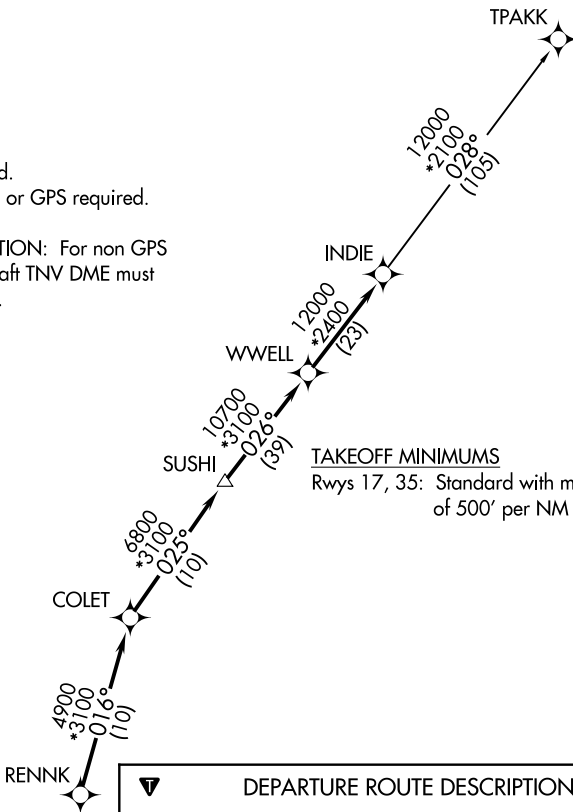 TPAKK
12000
*2100
028°
(105)
d.
or GPS required.
TION: For non GPS
aft TNV DME must
INDIE
12000
*2400
(23)
WWELL
10700
*3100
026°
(39)
SUSHI
TAKEOFF MINIMUMS
Rwys 17, 35: Standard with m
of 500' per NM
6800
*3100
025°
(10)
COLET
4900
*3100
016°
(10)
RENNK
T
DEPARTURE ROUTE DESCRIPTION